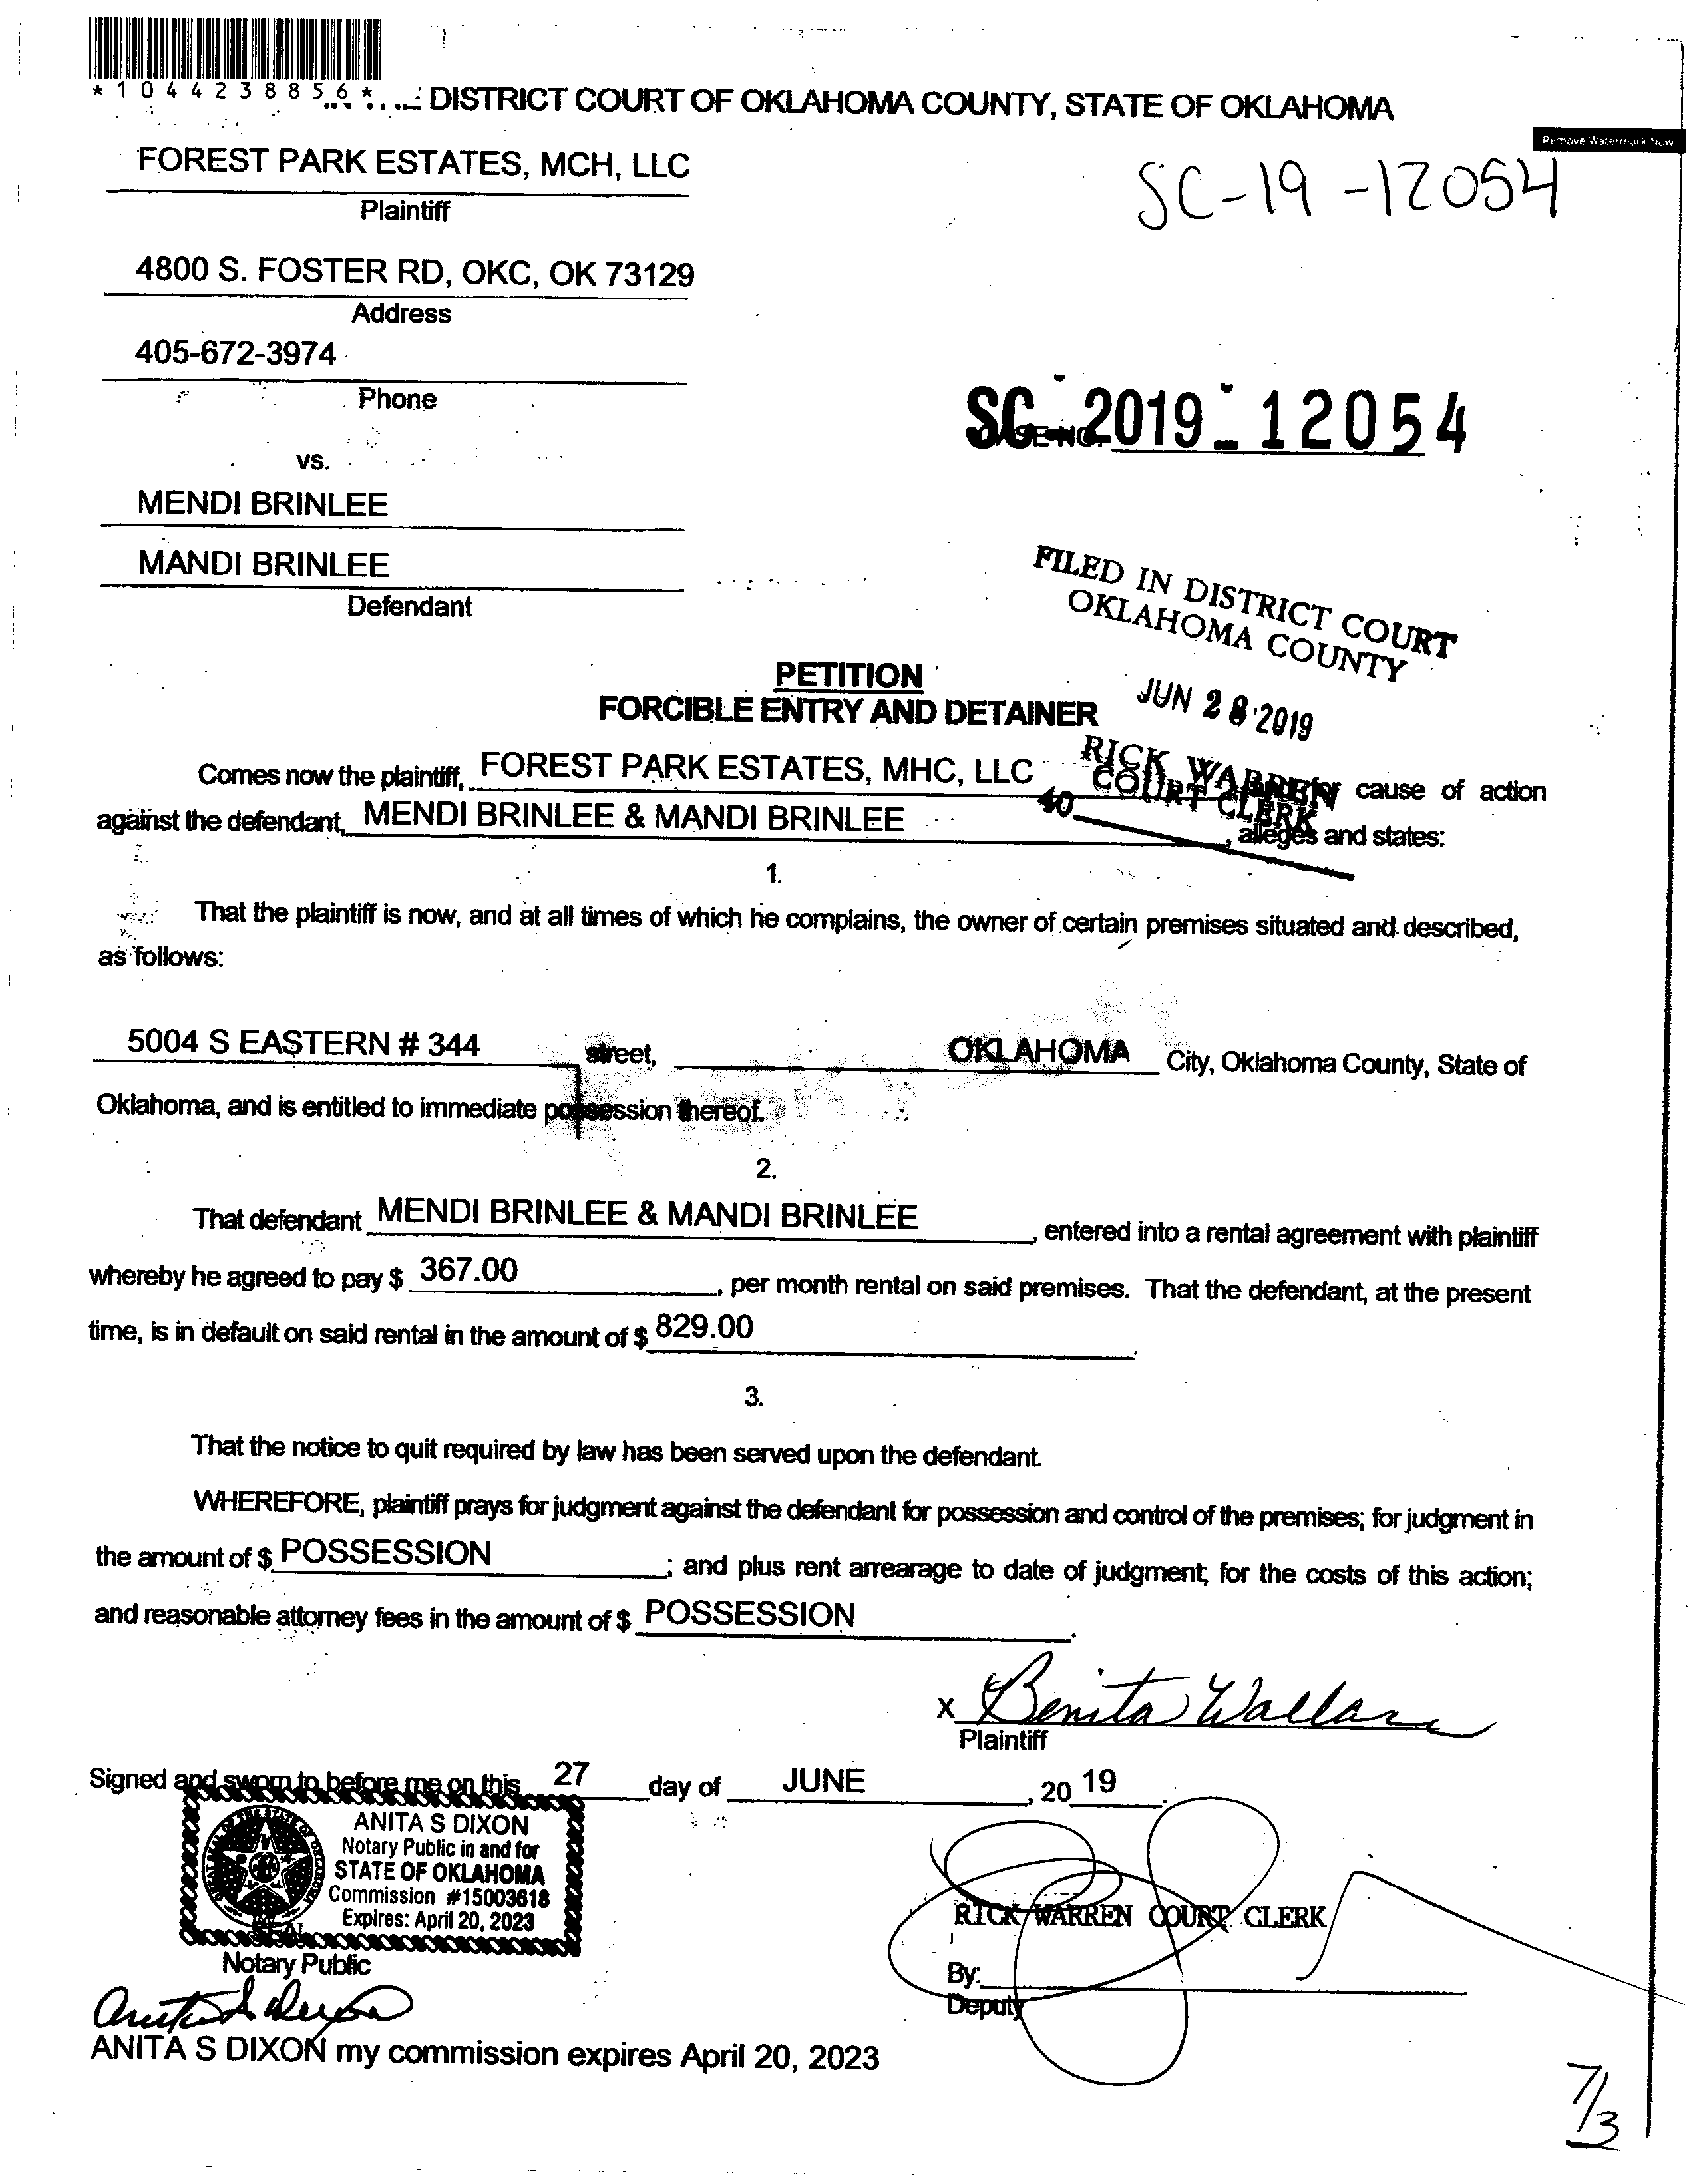 *1044238856*
DISTRICT COURT OF OKLAHOMA COUNTY, STATE OF OKLAHOMA
Remove Watermark Now
FOREST PARK ESTATES, MCH, LLC
Plaintiff
SC-19-12054
4800 S. FOSTER RD, OKC, OK 73129
Address
405-672-3974
Phone
SC-2019-12054
vs.
MENDI BRINLEE
MANDI BRINLEE
Defendant
FILED IN DISTRICT COURT
OKLAHOMA COUNTY
JUN 28 2019
RICK WARREN
COURT CLERK
40
PETITION
FORCIBLE ENTRY AND DETAINER
Comes now the plaintiff, FOREST PARK ESTATES, MHC, LLC for cause of action
against the defendant, MENDI BRINLEE & MANDI BRINLEE, alleges and states:
1.
That the plaintiff is now, and at all times of which he complains, the owner of certain premises situated and described,
as follows:
5004 S EASTERN # 344 street, OKLAHOMA City, Oklahoma County, State of
Oklahoma, and is entitled to immediate possession thereof.
2.
That defendant MENDI BRINLEE & MANDI BRINLEE, entered into a rental agreement with plaintiff
whereby he agreed to pay $ 367.00, per month rental on said premises. That the defendant, at the present
time, is in default on said rental in the amount of $ 829.00.
3.
That the notice to quit required by law has been served upon the defendant.
WHEREFORE, plaintiff prays for judgment against the defendant for possession and control of the premises; for judgment in
the amount of $ POSSESSION; and plus rent arrearage to date of judgment; for the costs of this action;
and reasonable attorney fees in the amount of $ POSSESSION.
x Benita Wallace
Plaintiff
Signed and sworn to before me on this 27 day of JUNE, 20 19.
ANITA S DIXON
Notary Public in and for
STATE OF OKLAHOMA
Commission #15003618
Expires: April 20, 2023
SEAL
Notary Public
RICK WARREN COURT CLERK
By:
Deputy
Anita S Dixon
ANITA S DIXON my commission expires April 20, 2023
7/3